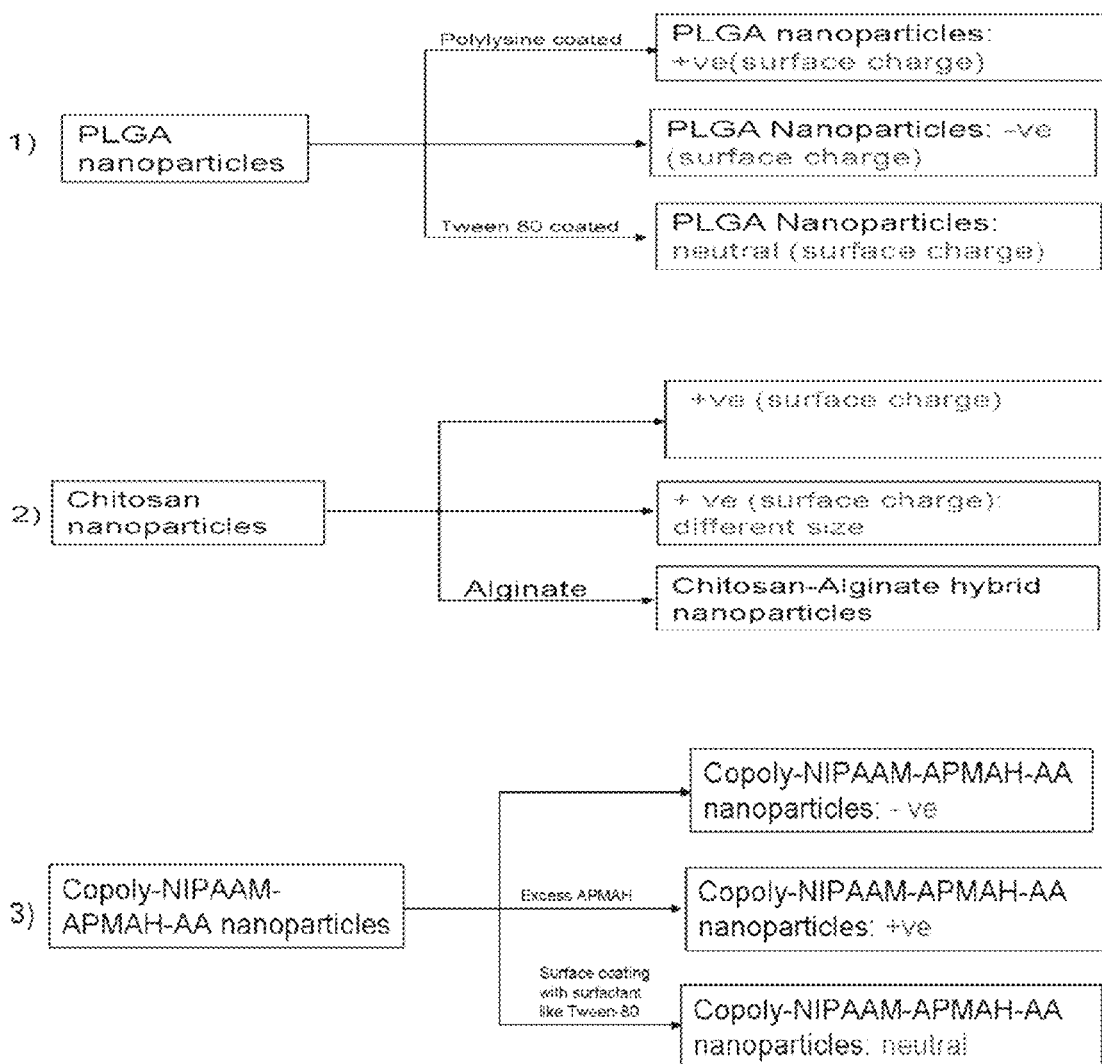 Polylysine coated
PLGA nanoparticles:
+ve(surface charge)
1)
PLGA
nanoparticles
PLGA Nanoparticles: -ve
(surface charge)
Tween 80 coated
PLGA Nanoparticles:
neutral (surface charge)
+ve (surface charge)
2)
Chitosan
nanoparticles
+ ve (surface charge):
different size
Alginate
Chitosan-Alginate hybrid
nanoparticles
Copoly-NIPAAM-APMAH-AA
nanoparticles: - ve
3)
Copoly-NIPAAM-
APMAH-AA nanoparticles
Excess APMAH
Copoly-NIPAAM-APMAH-AA
nanoparticles: +ve
Surface coating
with surfactant
like Tween-80
Copoly-NIPAAM-APMAH-AA
nanoparticles: neutral